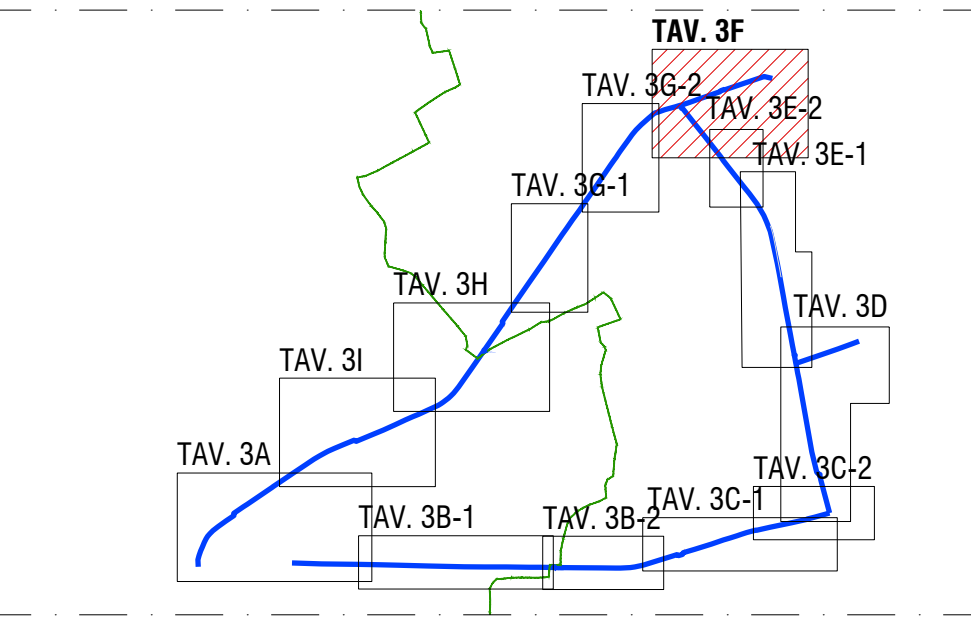 TAV. 3F
TAV. 3G-2
TAV. 3E-2
TAV. 3E-1
TAV. 3G-1
TAV. 3H
TAV. 3D
TAV. 3I
TAV. 3A
TAV. 3C-2
TAV. 3C-1
TAV. 3B-1
TAV. 3B-2